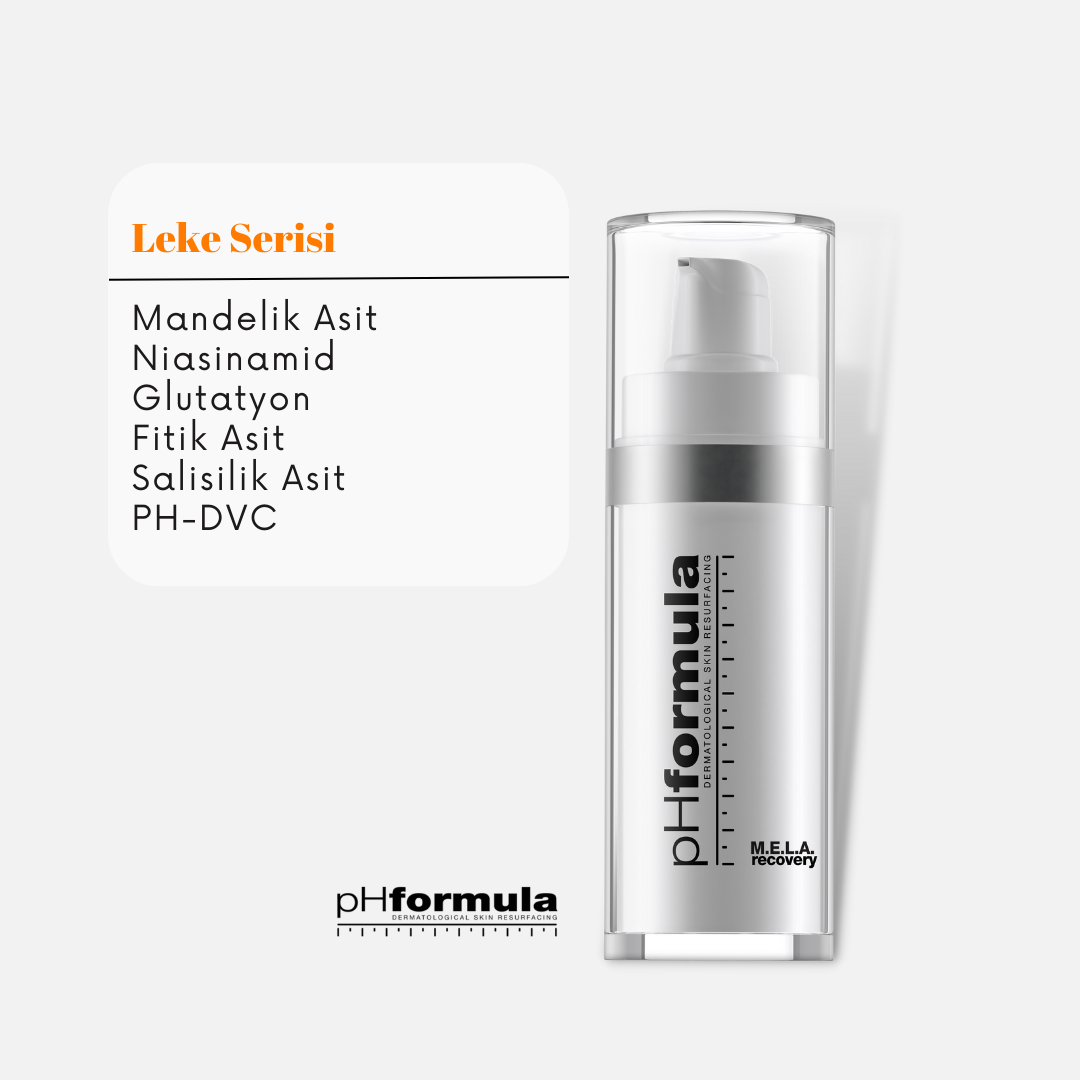 Leke Serisi
Mandelik Asit
Niasinamid
Glutatyon
Fitik Asit
Salisilik Asit
PH-DVC
pHformula
DERMATOLOGICAL SKIN RESURFACING
M.E.L.A.
recovery
pHformula
DERMATOLOGICAL SKIN RESURFACING